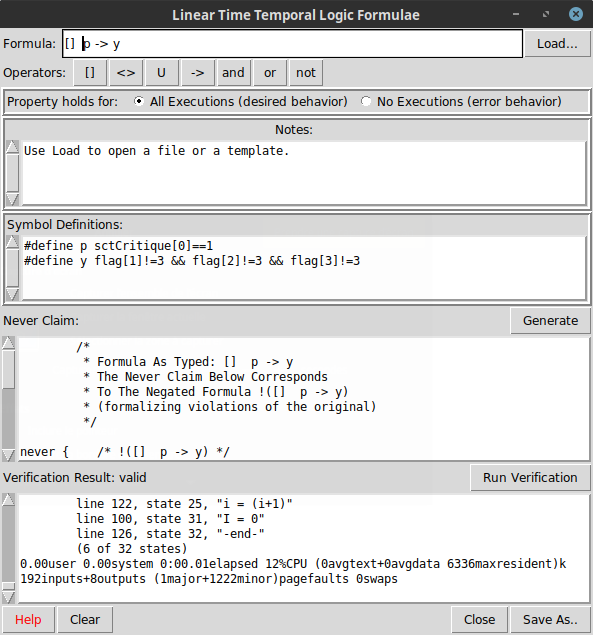 Linear Time Temporal Logic Formulae
Formula: [] p -> y Load...
Operators: [] <> U -> and or not
Property holds for: All Executions (desired behavior) No Executions (error behavior)
Notes:
Use Load to open a file or a template.
Symbol Definitions:
#define p sctCritique[0]==1
#define y flag[1]!=3 && flag[2]!=3 && flag[3]!=3
Never Claim: Generate
/*
* Formula As Typed: []  p -> y
* The Never Claim Below Corresponds
* To The Negated Formula !([]  p -> y)
* (formalizing violations of the original)
*/
never {    /* !([]  p -> y) */
Verification Result: valid Run Verification
line 122, state 25, "i = (i+1)"
line 100, state 31, "I = 0"
line 126, state 32, "-end-"
(6 of 32 states)
0.00user 0.00system 0:00.01elapsed 12%CPU (0avgtext+0avgdata 6336maxresident)k
192inputs+8outputs (1major+1222minor)pagefaults 0swaps
Help Clear Close Save As..